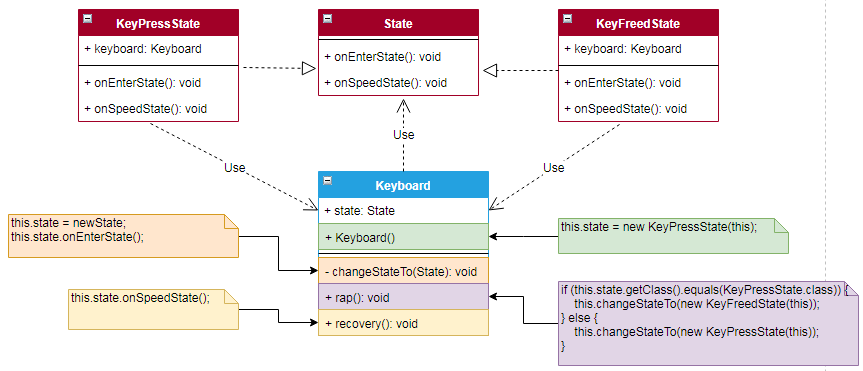 KeyPressState
+ keyboard: Keyboard
+ onEnterState(): void
+ onSpeedState(): void
State
+ onEnterState(): void
+ onSpeedState(): void
KeyFreedState
+ keyboard: Keyboard
+ onEnterState(): void
+ onSpeedState(): void
Use
Use
Use
Keyboard
+ state: State
+ Keyboard()
- changeStateTo(State): void
+ rap(): void
+ recovery(): void
this.state = newState;
this.state.onEnterState();
this.state.onSpeedState();
this.state = new KeyPressState(this);
if (this.state.getClass().equals(KeyPressState.class)) {
this.changeStateTo(new KeyFreedState(this));
} else {
this.changeStateTo(new KeyPressState(this));
}